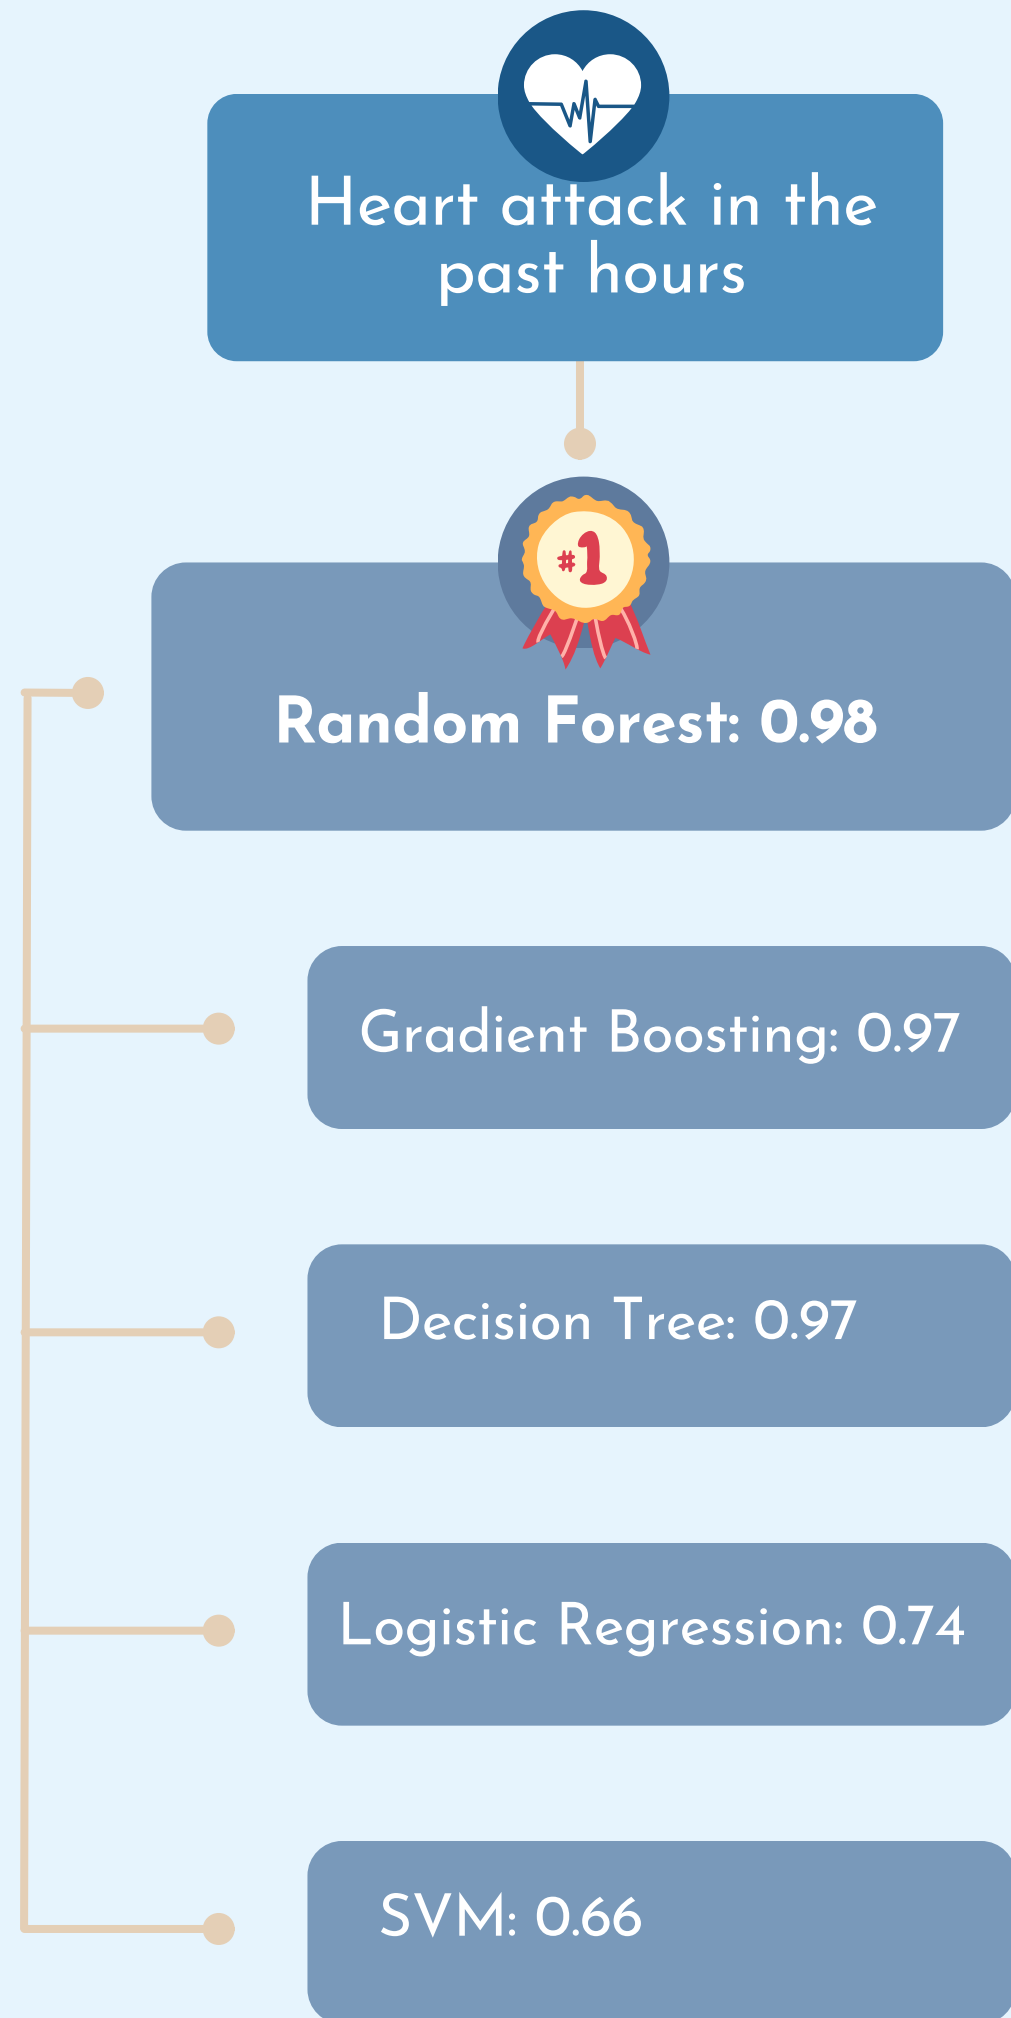 Heart attack in the
past hours
#1
Random Forest: 0.98
Gradient Boosting: 0.97
Decision Tree: 0.97
Logistic Regression: 0.74
SVM: 0.66